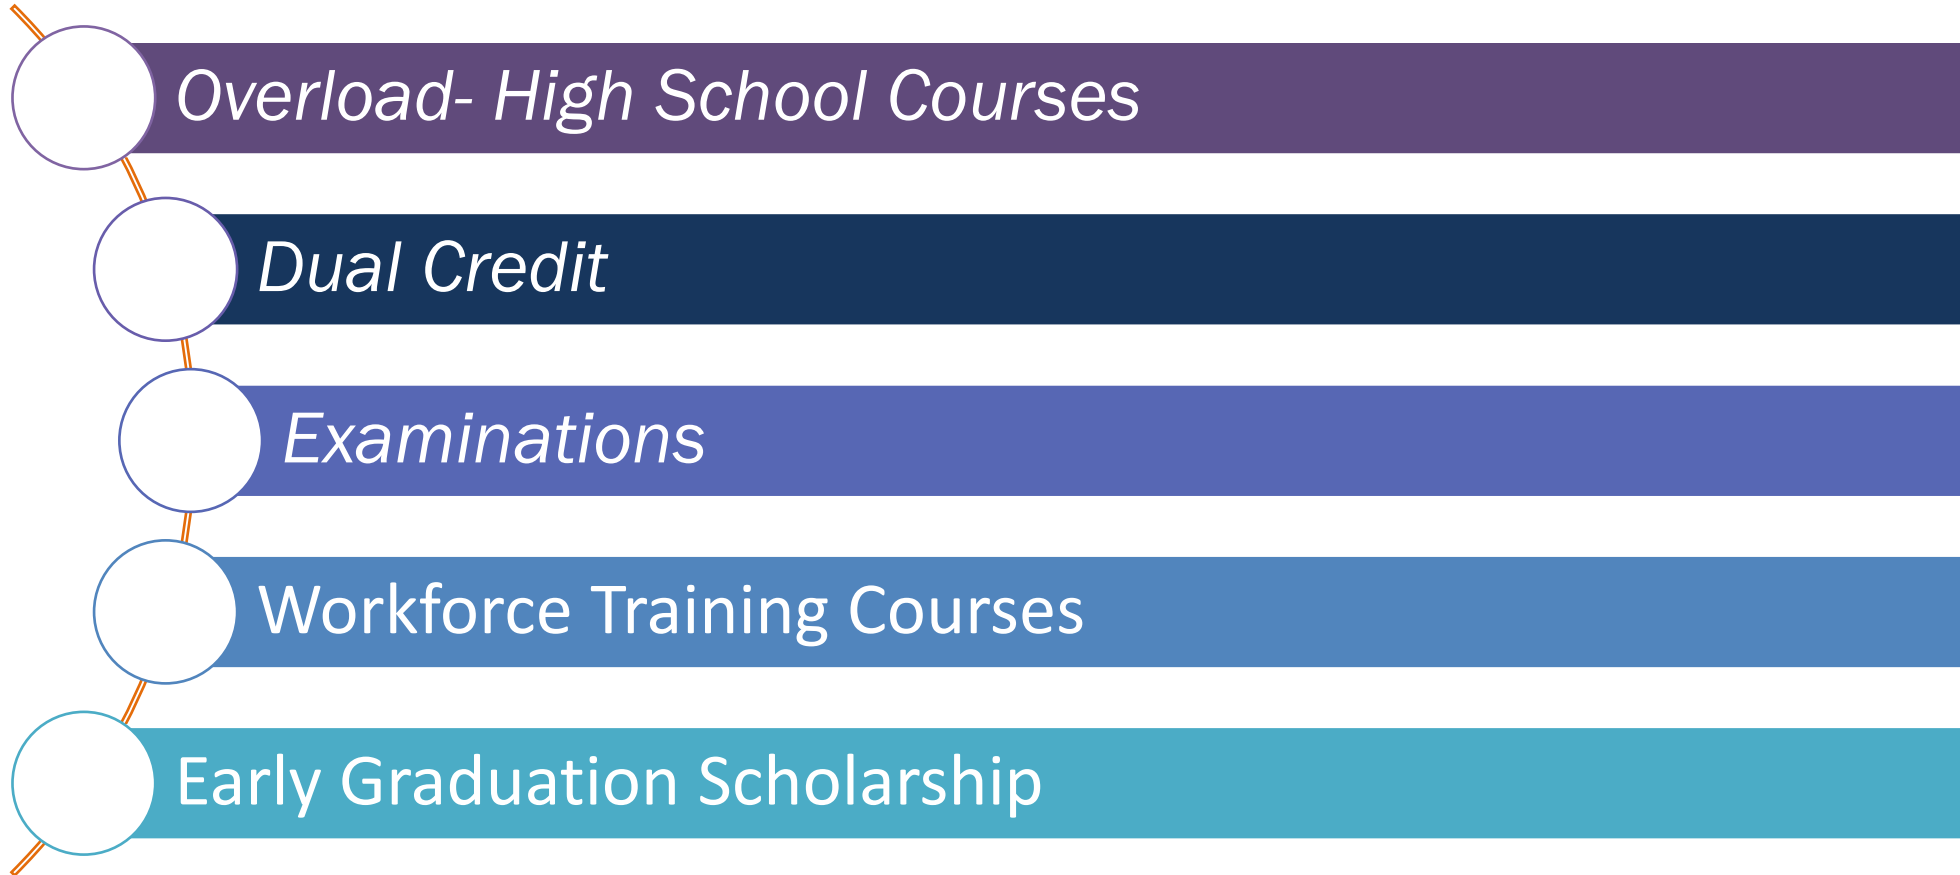 Overload- High School Courses
Dual Credit
Examinations
Workforce Training Courses
Early Graduation Scholarship